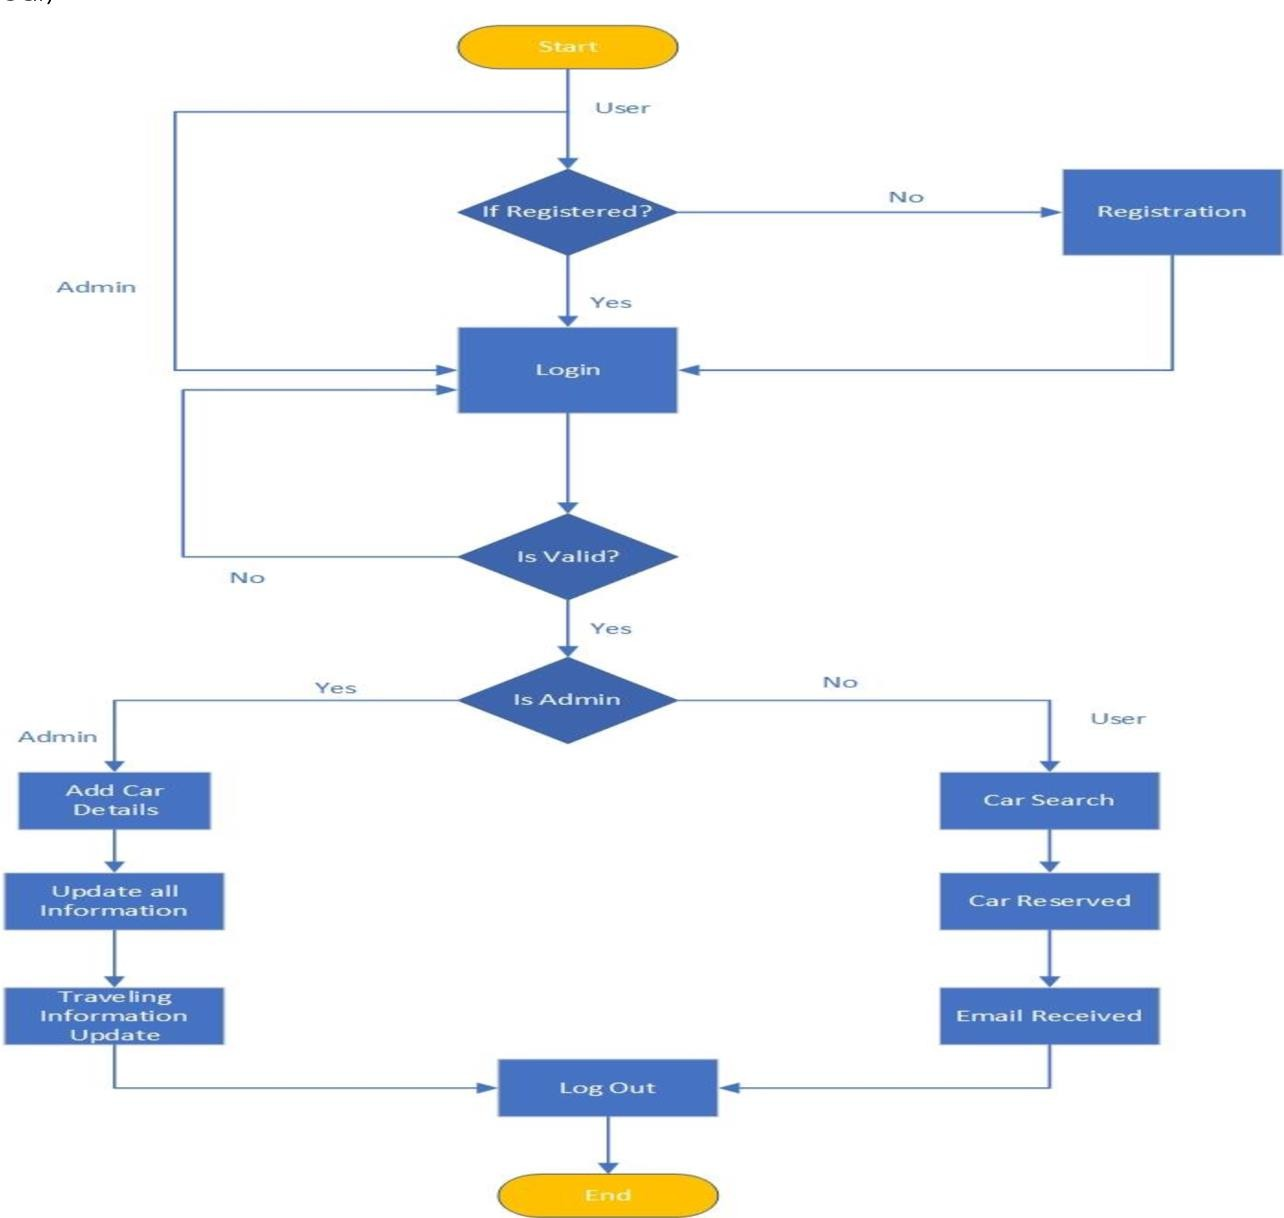 Start
User
If Registered?
No
Registration
Admin
Yes
Login
Is Valid?
No
Yes
Is Admin
Yes
No
Admin
User
Add Car
Details
Car Search
Update all
Information
Car Reserved
Traveling
Information
Update
Email Received
Log Out
End